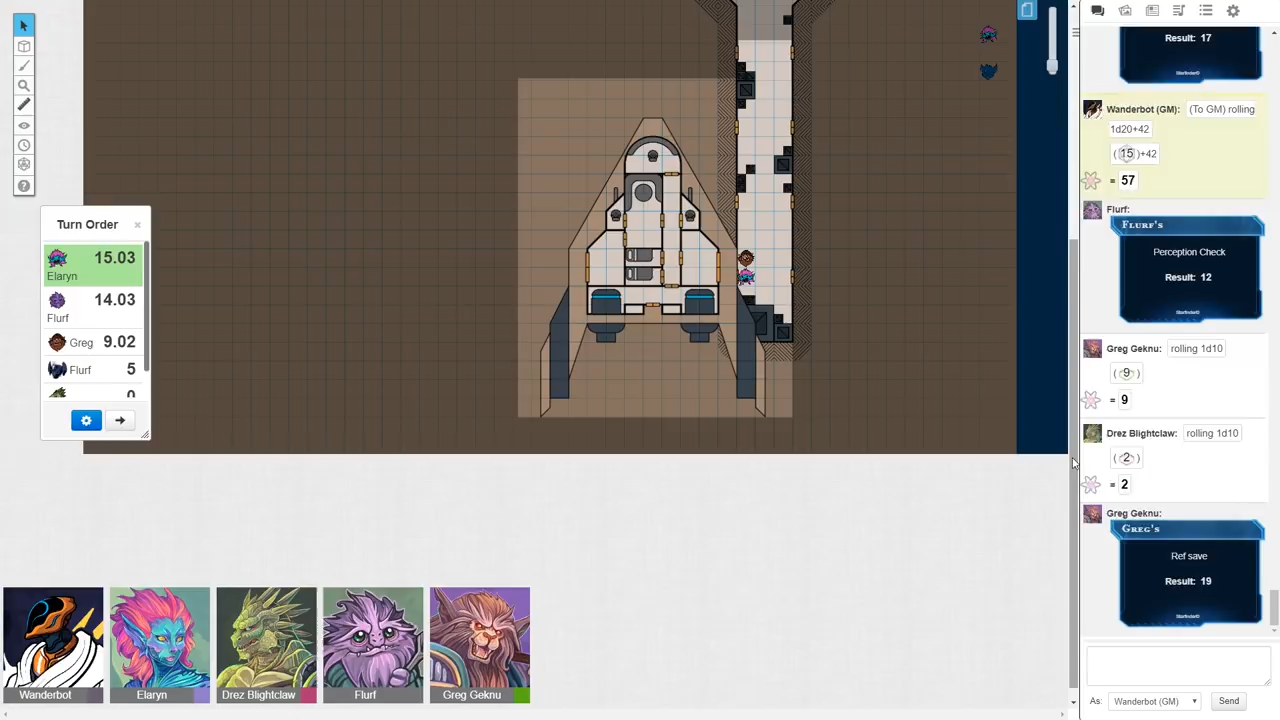 Turn Order ×
15.03
Elaryn
14.03
Flurf
Greg 9.02
Flurf 5
0
Wanderbot
Elaryn
Drez Blightclaw
Flurf
Greg Geknu
Result: 17
Starfinder
Wanderbot (GM): (To GM) rolling
1d20+42
(15)+42
= 57
Flurf:
Flurf's
Perception Check
Result: 12
Starfinder
Greg Geknu: rolling 1d10
(9)
= 9
Drez Blightclaw: rolling 1d10
(2)
= 2
Greg Geknu:
Greg's
Ref save
Result: 19
Starfinder
As: Wanderbot (GM) Send